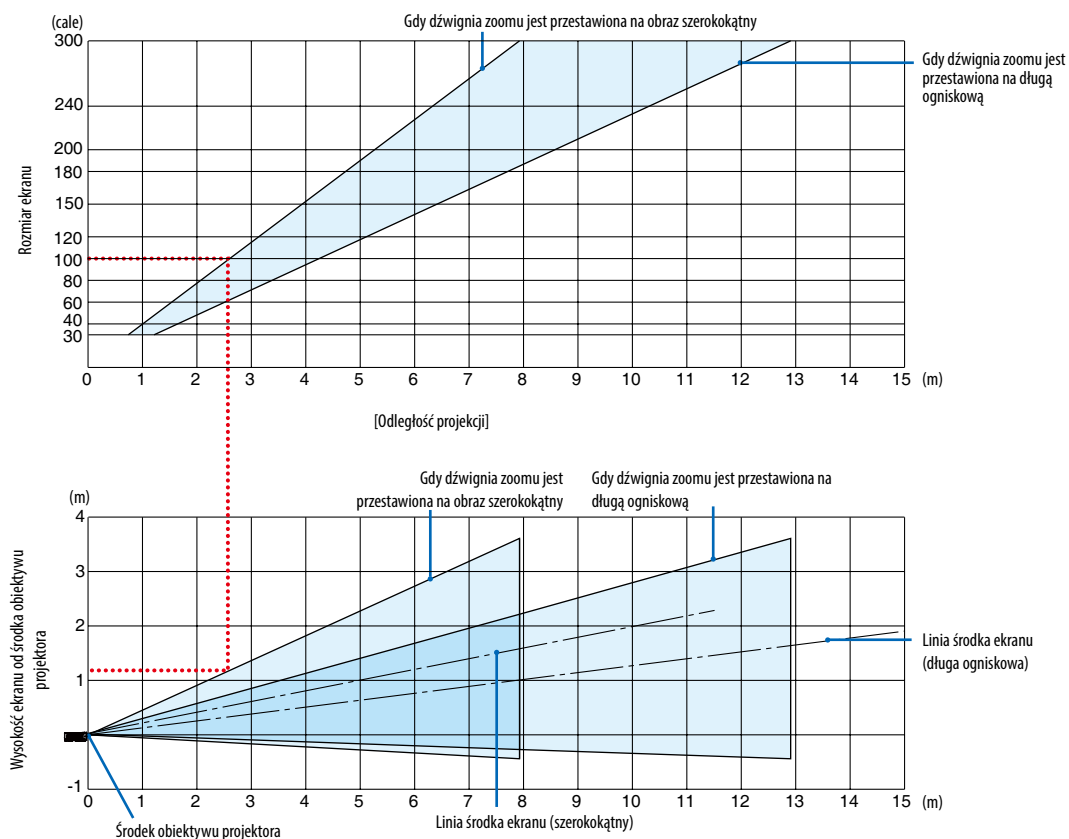 (cale)
Gdy dźwignia zoomu jest przestawiona na obraz szerokokątny
300
240
200
180
150
120
100
80
60
40
30
Rozmiar ekranu
Gdy dźwignia zoomu jest
przestawiona na długą
ogniskową
0 1 2 3 4 5 6 7 8 9 10 11 12 13 14 15 (m)
[Odległość projekcji]
Gdy dźwignia zoomu jest
przestawiona na obraz szerokokątny
Gdy dźwignia zoomu jest przestawiona na
długą ogniskową
(m)
4
3
2
1
-1
Wysokość ekranu od środka obiektywu
projektora
Linia środka ekranu
(długa ogniskowa)
0 1 2 3 4 5 6 7 8 9 10 11 12 13 14 15 (m)
Środek obiektywu projektora
Linia środka ekranu (szerokokątny)